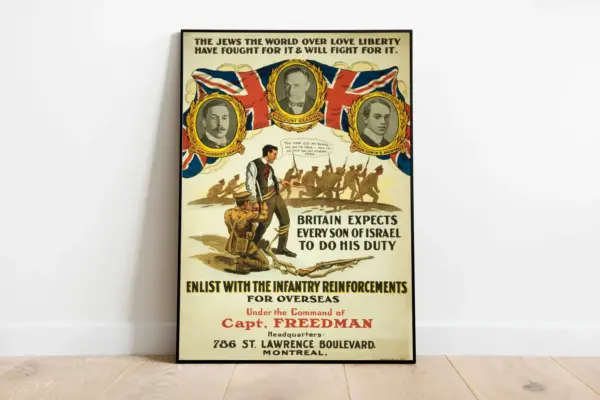 THE JEWS THE WORLD OVER LOVE LIBERTY
HAVE FOUGHT FOR IT & WILL FIGHT FOR IT.
BRITAIN EXPECTS
EVERY SON OF ISRAEL
TO DO HIS DUTY
ENLIST WITH THE INFANTRY REINFORCEMENTS
FOR OVERSEAS
Under the Command of
Capt. FREEDMAN
Headquarters:
786 ST. LAWRENCE BOULEVARD.
MONTREAL.